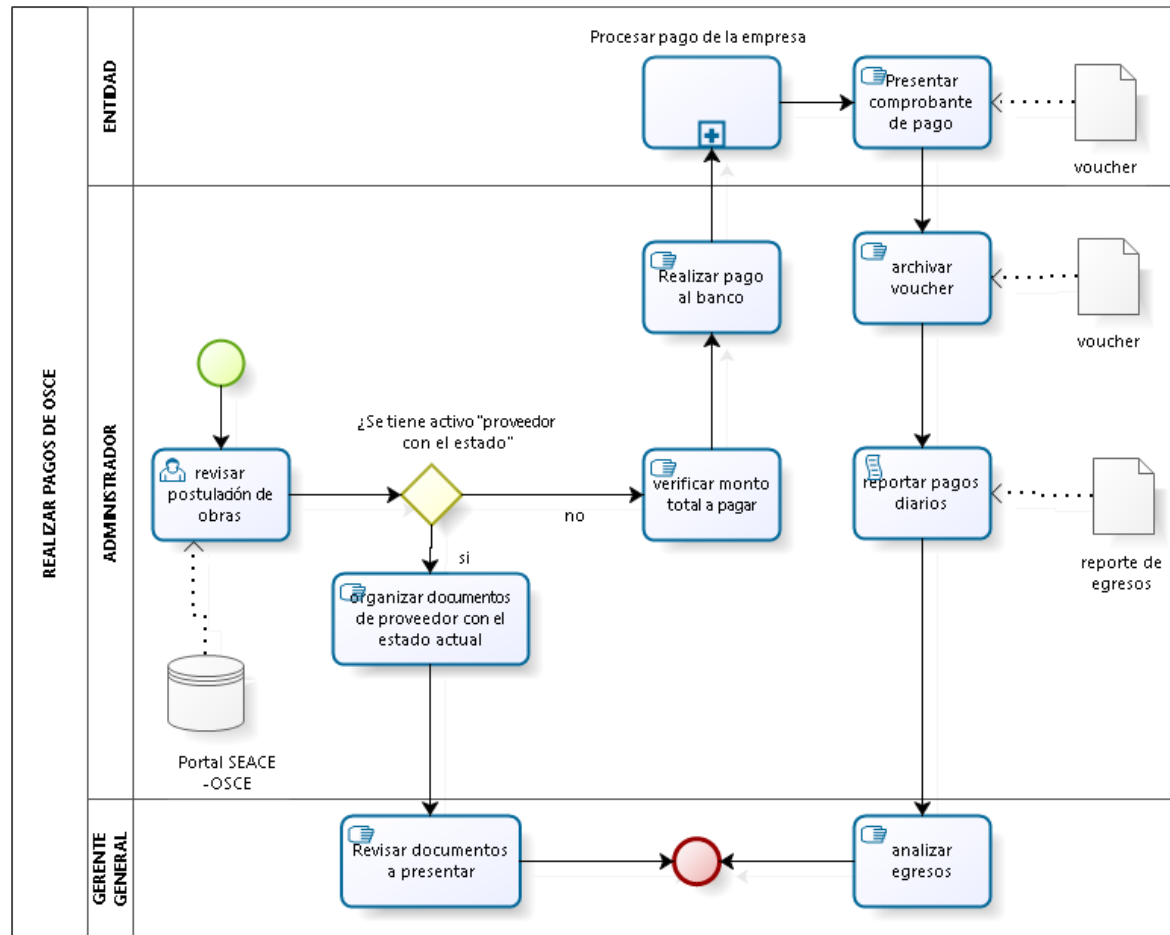 REALIZAR PAGOS DE OSCE
ENTIDAD
Procesar pago de la empresa
Presentar
comprobante
de pago
voucher
ADMINISTRADOR
Realizar pago
al banco
archivar
voucher
voucher
¿Se tiene activo "proveedor
con el estado"
revisar
postulación de
obras
no
verificar monto
total a pagar
reportar pagos
diarios
reporte de
egresos
si
organizar documentos
de proveedor con el
estado actual
Portal SEACE
-OSCE
GERENTE
GENERAL
Revisar documentos
a presentar
analizar
egresos